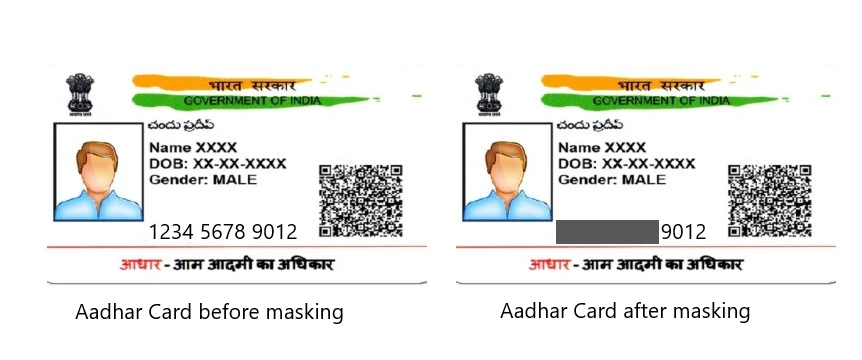 भारत सरकार
GOVERNMENT OF INDIA
చందు ప్రదీప్
Name XXXX
DOB: XX-XX-XXXX
Gender: MALE
1234 5678 9012
आधार - आम आदमी का अधिकार
Aadhar Card before masking
भारत सरकार
GOVERNMENT OF INDIA
చందు ప్రదీప్
Name XXXX
DOB: XX-XX-XXXX
Gender: MALE
9012
आधार - आम आदमी का अधिकार
Aadhar Card after masking